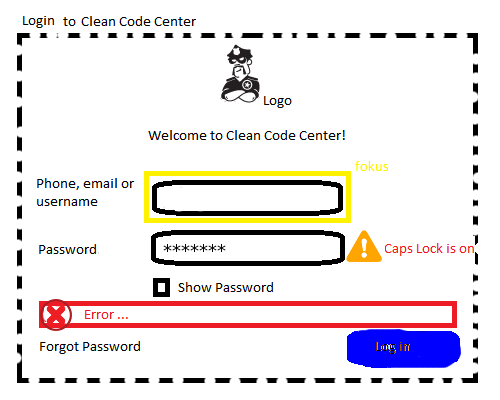 Login to Clean Code Center
Logo
Welcome to Clean Code Center!
fokus
Phone, email or
username
Password
*******
Caps Lock is on
Show Password
Error ...
Forgot Password
Log in